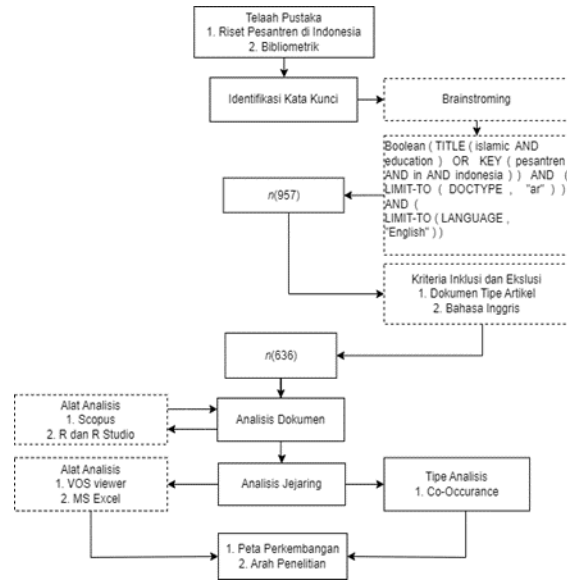 Telaah Pustaka
1. Riset Pesantren di Indonesia
2. Bibliometrik
Identifikasi Kata Kunci
Brainstroming
Boolean ( TITLE ( islamic AND
education ) OR KEY ( pesantren
AND in AND indonesia ) ) AND (
LIMIT-TO ( DOCTYPE , "ar" ) )
AND (
LIMIT-TO ( LANGUAGE ,
"English" ) )
n(957)
Kriteria Inklusi dan Ekslusi
1. Dokumen Tipe Artikel
2. Bahasa Inggris
n(636)
Alat Analisis
1. Scopus
2. R dan R Studio
Analisis Dokumen
Alat Analisis
1. VOS viewer
2. MS Excel
Analisis Jejaring
Tipe Analisis
1. Co-Occurance
1. Peta Perkembangan
2. Arah Penelitian